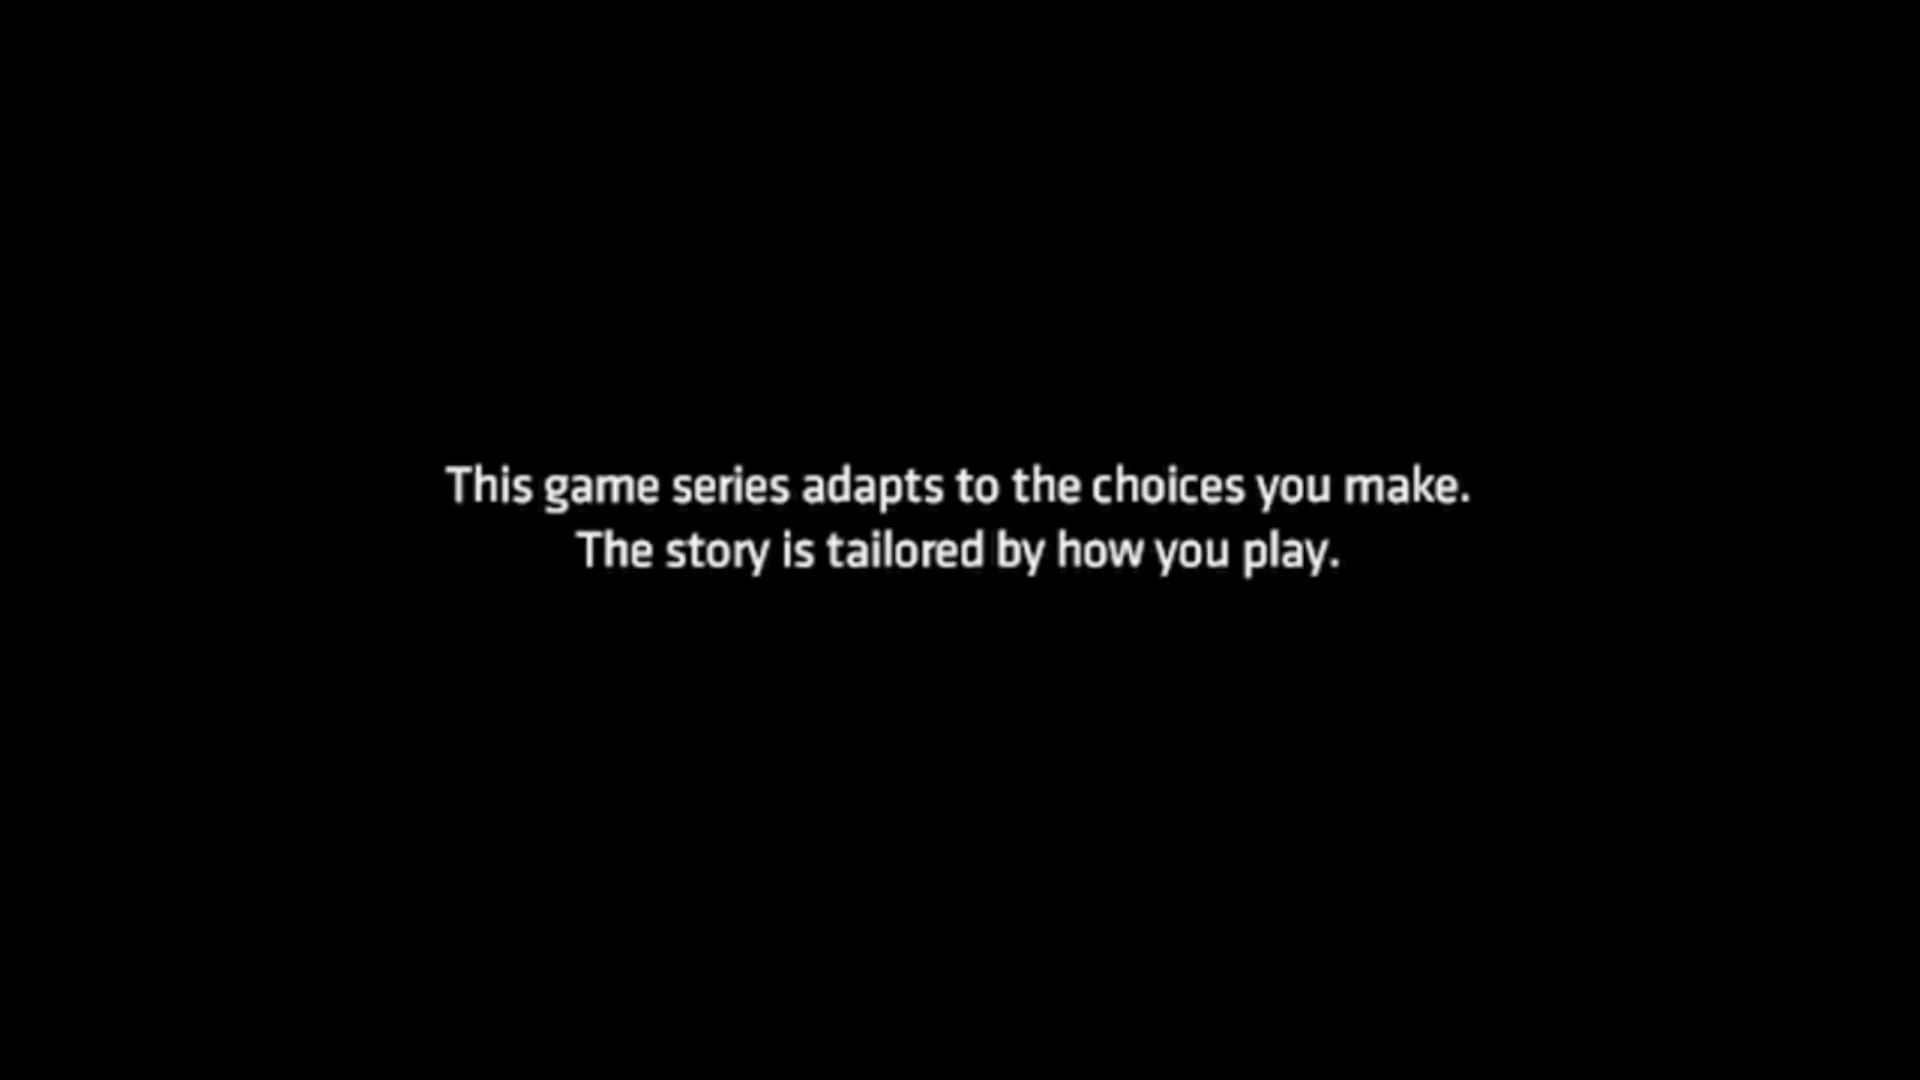 This game series adapts to the choices you make.
The story is tailored by how you play.